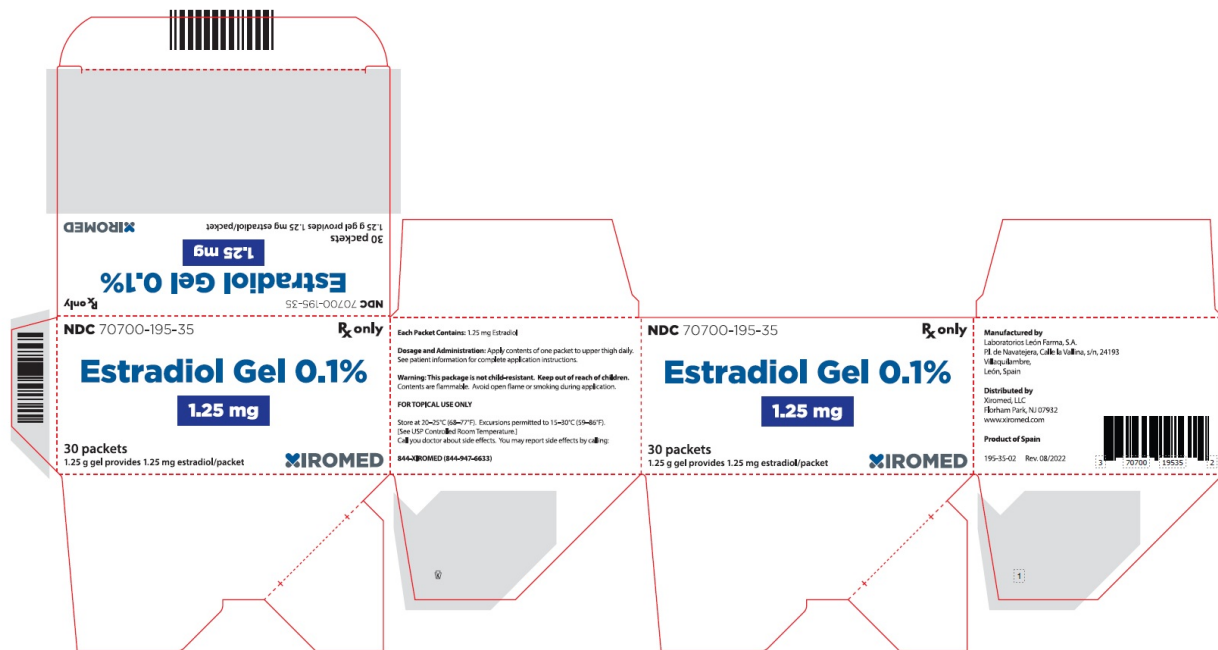 XIROMED
1.25 g gel provides 1.25 mg estradiol/packet
30 packets
1.25 mg
Estradiol Gel 0.1%
Rx only
NDC 70700-195-35
NDC 70700-195-35
Rx only
Estradiol Gel 0.1%
1.25 mg
30 packets
1.25 g gel provides 1.25 mg estradiol/packet
XIROMED
Each Packet Contains: 1.25 mg Estradiol
Dosage and Administration: Apply contents of one packet to upper thigh daily.
See patient information for complete application instructions.
Warning: This package is not child-resistant. Keep out of reach of children.
Contents are flammable. Avoid open flame or smoking during application.
FOR TOPICAL USE ONLY
Store at 20–25°C (68–77°F). Excursions permitted to 15–30°C (59–86°F).
[See USP Controlled Room Temperature.]
Call you doctor about side effects. You may report side effects by calling:
844-XIROMED (844-947-6633)
NDC 70700-195-35
Rx only
Estradiol Gel 0.1%
1.25 mg
30 packets
1.25 g gel provides 1.25 mg estradiol/packet
XIROMED
Manufactured by
Laboratorios León Farma, S.A.
P.I. de Navatejera, Calle la Vallina, s/n, 24193
Villaquilambre,
León, Spain
Distributed by
Xiromed, LLC
Florham Park, NJ 07932
www.xiromed.com
Product of Spain
195-35-02 Rev. 08/2022
3 70700 19535 2
1